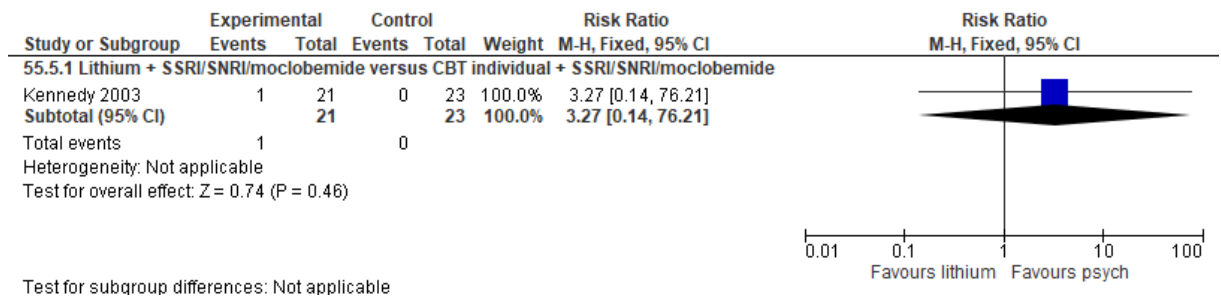 Experimental Control Risk Ratio Risk Ratio
Study or Subgroup Events Total Events Total Weight M-H, Fixed, 95% CI M-H, Fixed, 95% CI
55.5.1 Lithium + SSRI/SNRI/moclobemide versus CBT individual + SSRI/SNRI/moclobemide
Kennedy 2003 1 21 0 23 100.0% 3.27 [0.14, 76.21]
Subtotal (95% CI) 21 23 100.0% 3.27 [0.14, 76.21]
Total events 1 0
Heterogeneity: Not applicable
Test for overall effect: Z = 0.74 (P = 0.46)
0.01 0.1 1 10 100
Favours lithium Favours psych
Test for subgroup differences: Not applicable